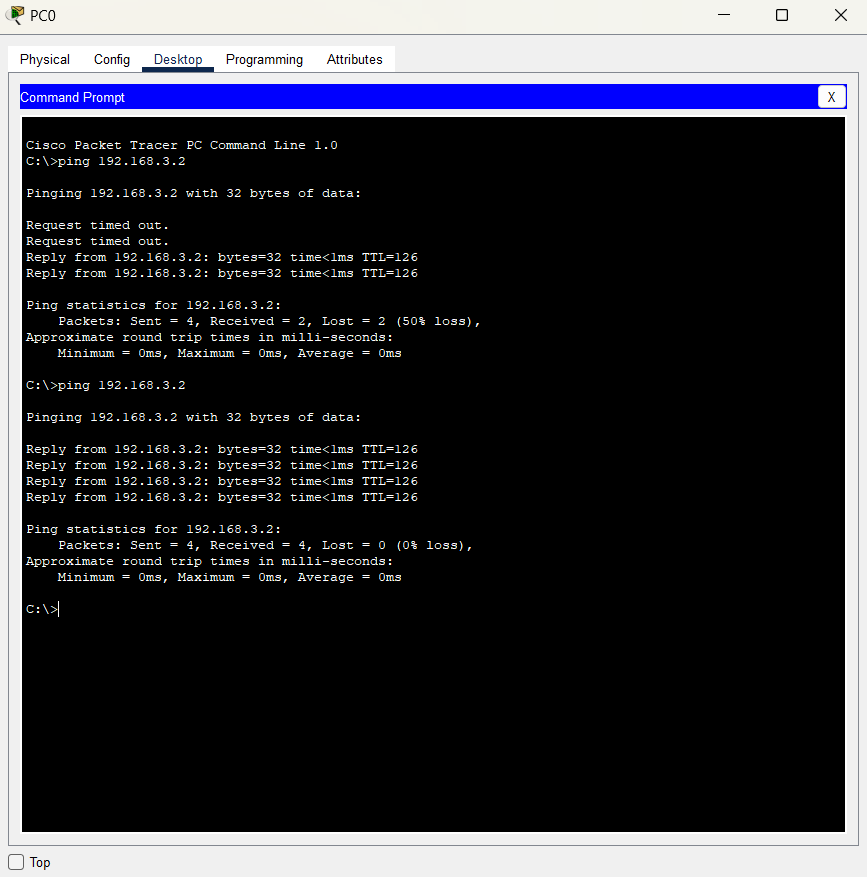 PC0
Physical Config Desktop Programming Attributes
Command Prompt X
Cisco Packet Tracer PC Command Line 1.0
C:\>ping 192.168.3.2
Pinging 192.168.3.2 with 32 bytes of data:
Request timed out.
Request timed out.
Reply from 192.168.3.2: bytes=32 time<1ms TTL=126
Reply from 192.168.3.2: bytes=32 time<1ms TTL=126
Ping statistics for 192.168.3.2:
    Packets: Sent = 4, Received = 2, Lost = 2 (50% loss),
Approximate round trip times in milli-seconds:
    Minimum = 0ms, Maximum = 0ms, Average = 0ms
C:\>ping 192.168.3.2
Pinging 192.168.3.2 with 32 bytes of data:
Reply from 192.168.3.2: bytes=32 time<1ms TTL=126
Reply from 192.168.3.2: bytes=32 time<1ms TTL=126
Reply from 192.168.3.2: bytes=32 time<1ms TTL=126
Reply from 192.168.3.2: bytes=32 time<1ms TTL=126
Ping statistics for 192.168.3.2:
    Packets: Sent = 4, Received = 4, Lost = 0 (0% loss),
Approximate round trip times in milli-seconds:
    Minimum = 0ms, Maximum = 0ms, Average = 0ms
C:\>
Top